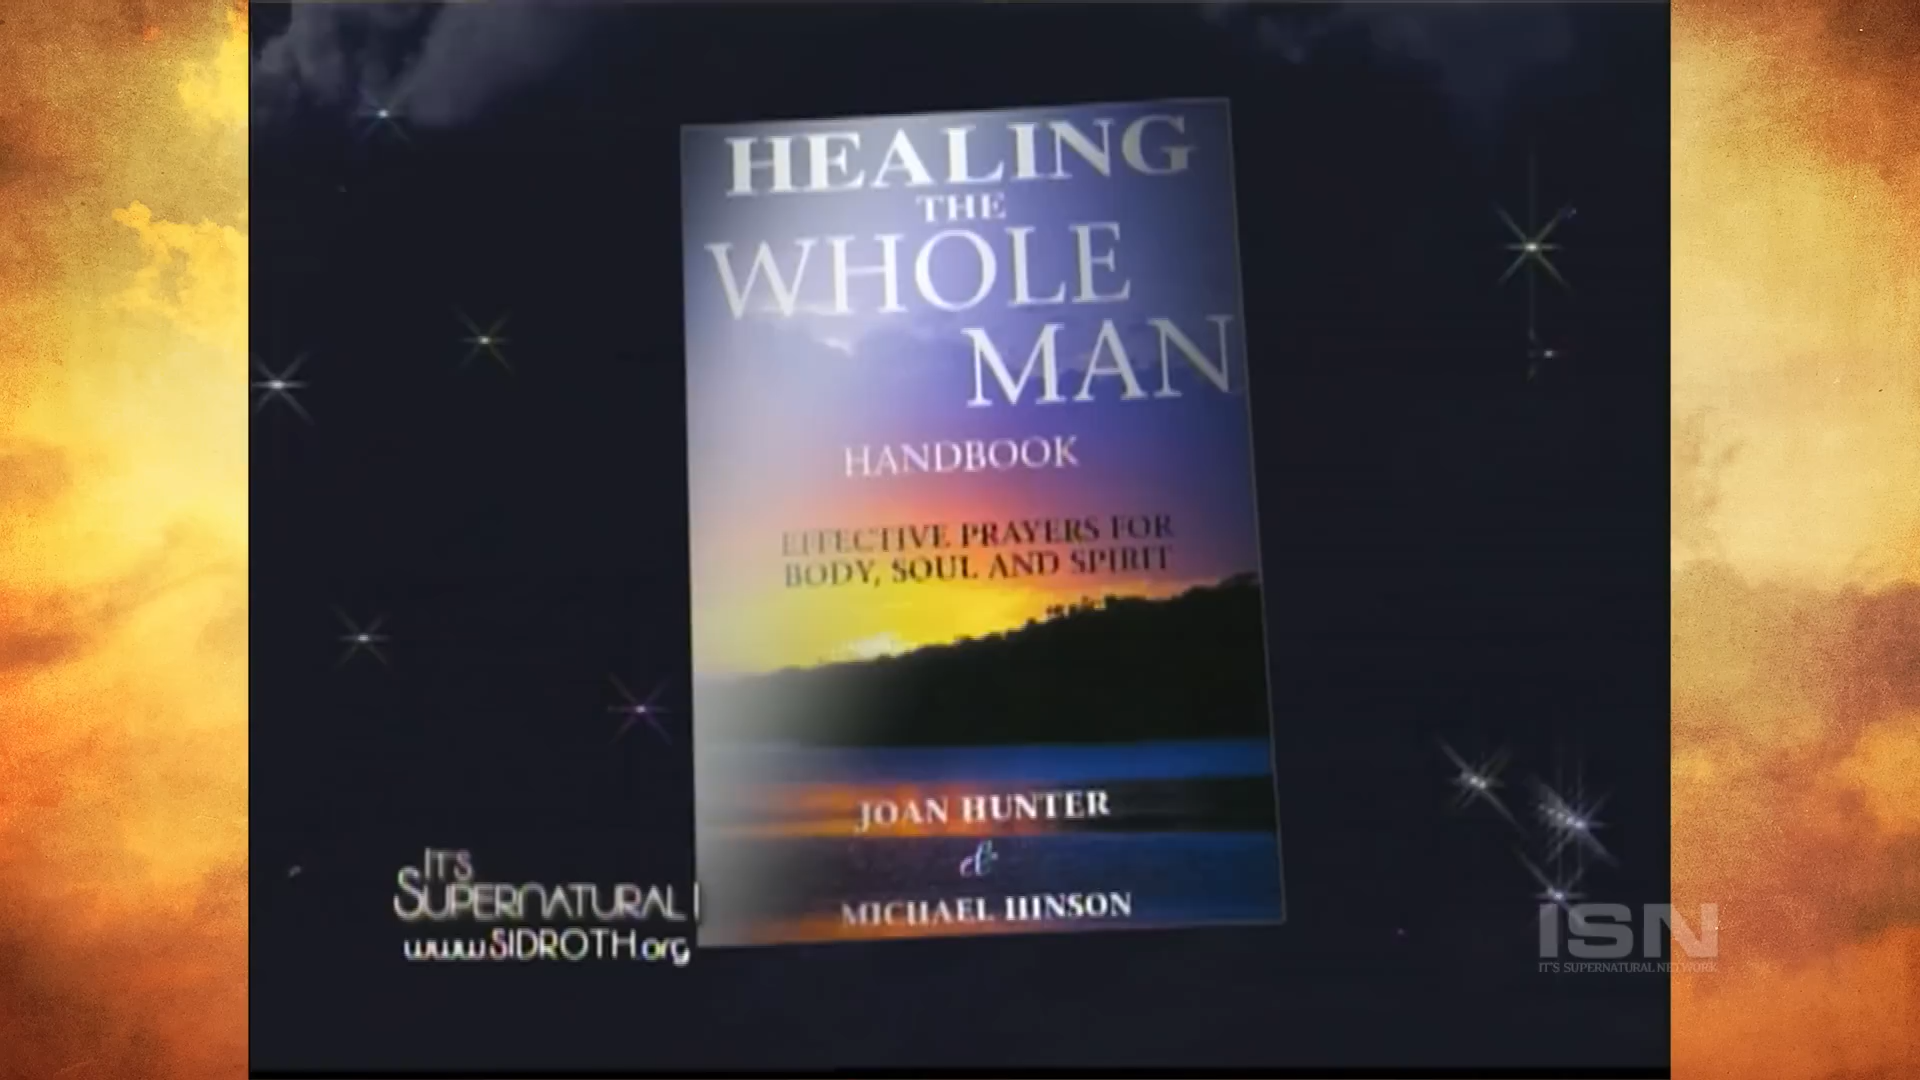 HEALING
THE
WHOLE
MAN
HANDBOOK
EFFECTIVE PRAYERS FOR
BODY, SOUL AND SPIRIT
JOAN HUNTER
&
MICHAEL HINSON
IT'S
SUPERNATURAL !
www.SIDROTH.org
ISN
IT'S SUPERNATURAL NETWORK